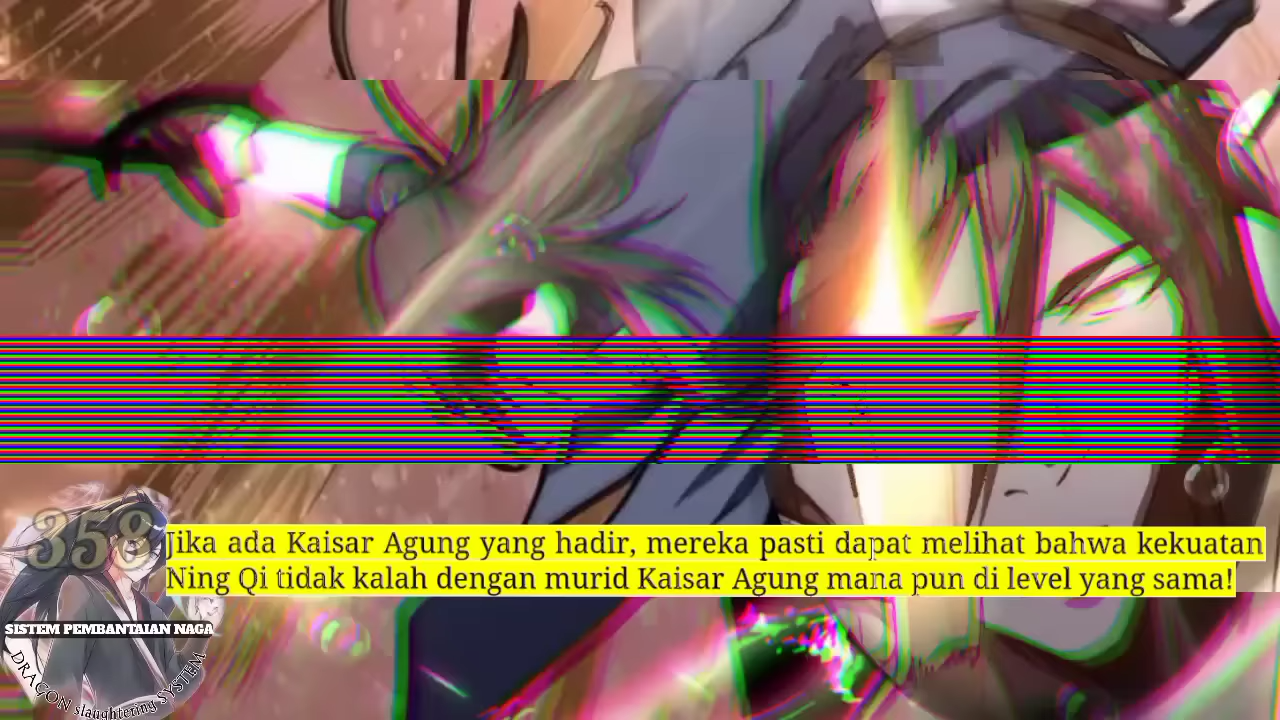 Jika ada Kaisar Agung yang hadir, mereka pasti dapat melihat bahwa kekuatan
Ning Qi tidak kalah dengan murid Kaisar Agung mana pun di level yang sama!
358
SISTEM PEMBANTAIAN NAGA
DRAGON slaughtering SYSTEM